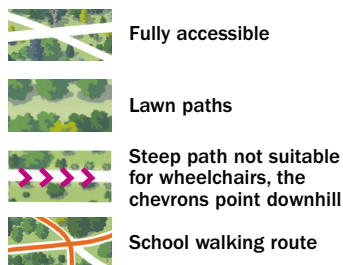 Fully accessible
Lawn paths
Steep path not suitable
for wheelchairs, the
chevrons point downhill
School walking route